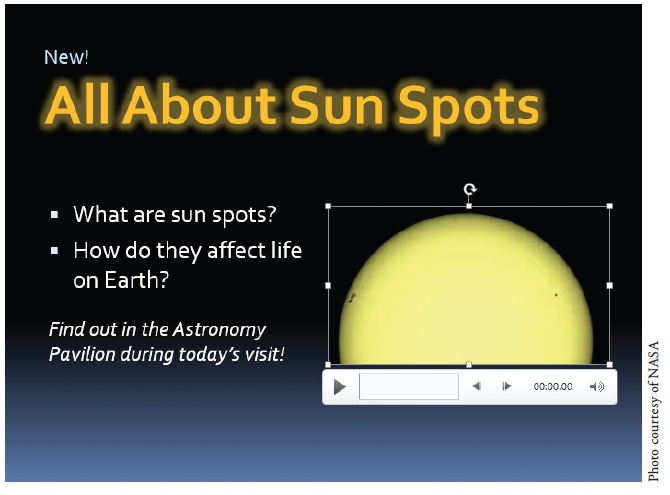 New!
All About Sun Spots
▪ What are sun spots?
▪ How do they affect life
on Earth?
Find out in the Astronomy
Pavilion during today's visit!
00:00.00
Photo courtesy of NASA